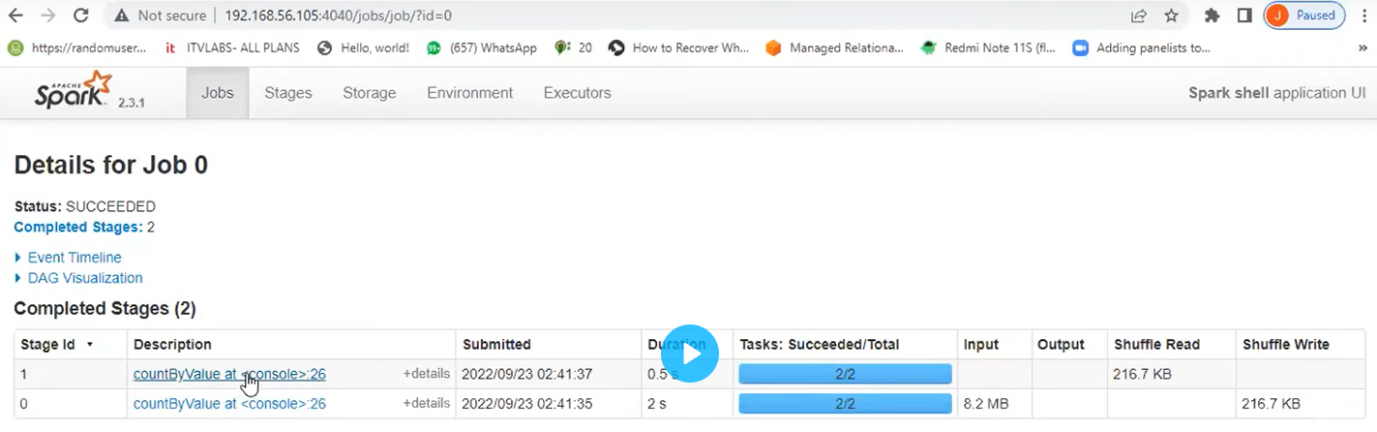 Not secure 192.168.56.105:4040/jobs/job/?id=0 J Paused
https://randomuser... it ITVLABS- ALL PLANS Hello, world! (657) WhatsApp 20 How to Recover Wh... Managed Relationa... Redmi Note 11S (fl... Adding panelists to... »
APACHE Spark 2.3.1 Jobs Stages Storage Environment Executors Spark shell application UI
Details for Job 0
Status: SUCCEEDED
Completed Stages: 2
Event Timeline
DAG Visualization
Completed Stages (2)
Stage Id Description Submitted Duration Tasks: Succeeded/Total Input Output Shuffle Read Shuffle Write
1 countByValue at <console>:26 +details 2022/09/23 02:41:37 0.5 s 2/2 216.7 KB
0 countByValue at <console>:26 +details 2022/09/23 02:41:35 2 s 2/2 8.2 MB 216.7 KB